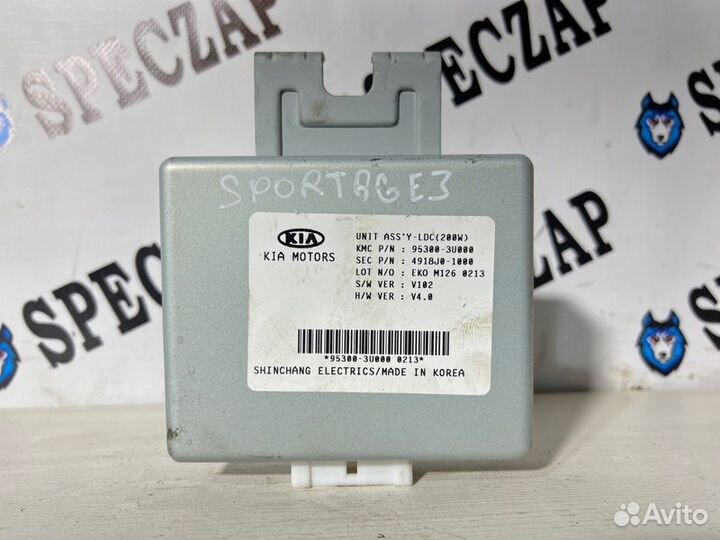 SPECZAP
SPECZAP
SPORTAGE3
KIA
KIA MOTORS
UNIT ASS'Y-LDC(200W)
KMC P/N : 95300-3U000
SEC P/N : 4918J0-1000
LOT N/O : EKO M126 0213
S/W VER : V102
H/W VER : V4.0
*95300-3U000 0213*
SHINCHANG ELECTRICS/MADE IN KOREA
SPECZAP
Avito